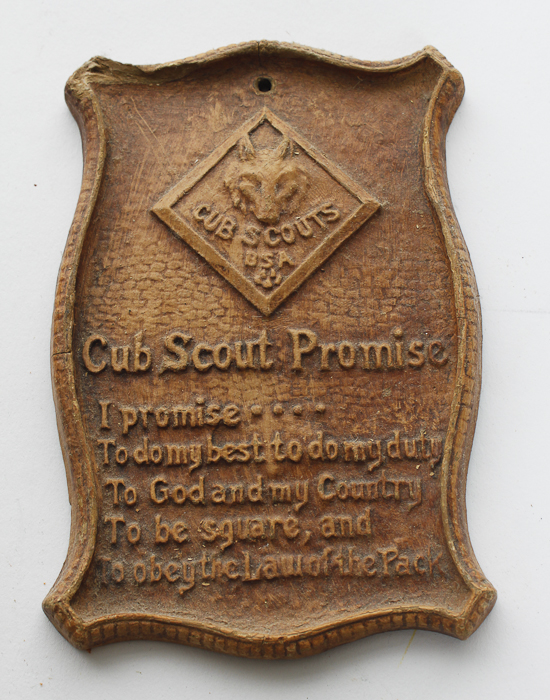 CUB SCOUTS
BSA
Cub Scout Promise
I promise ....
To do my best to do my duty
To God and my Country
To be square, and
To obey the Law of the Pack